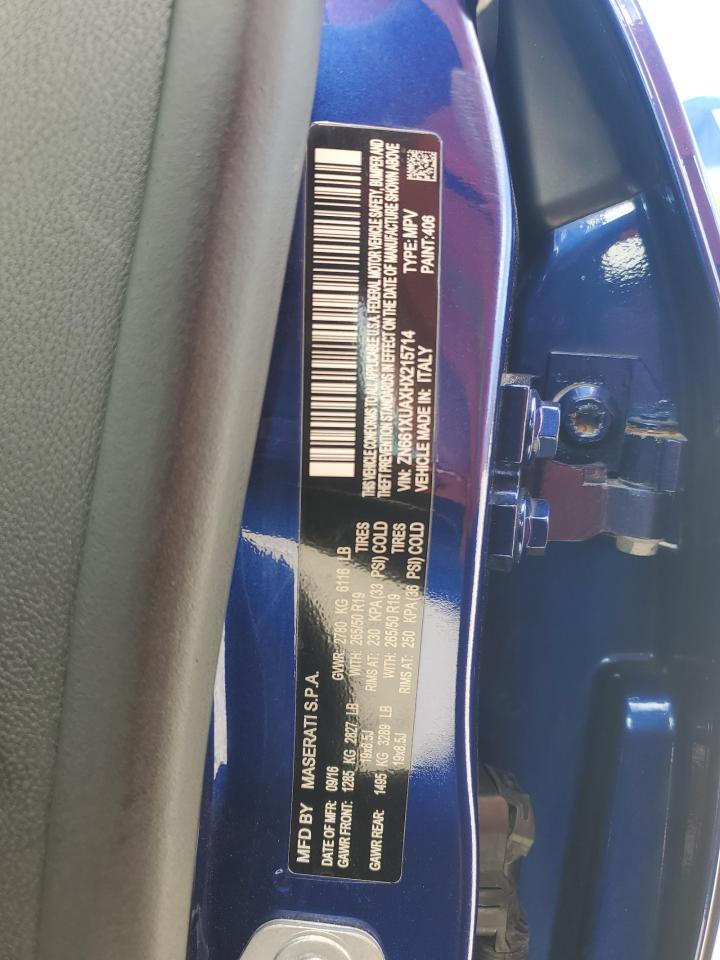 MFD BY MASERATI S.P.A.
DATE OF MFR: 09/16 GVWR: 2780 KG 6116 LB
GAWR FRONT: 1285 KG 2827 LB WITH: 265/50 R19 TIRES
19x8.5J RIMS AT: 230 KPA (33 PSI) COLD
GAWR REAR: 1495 KG 3289 LB WITH: 265/50 R19 TIRES
19x8.5J RIMS AT: 250 KPA (36 PSI) COLD
THIS VEHICLE CONFORMS TO ALL APPLICABLE U.S.A. FEDERAL MOTOR VEHICLE SAFETY, BUMPER AND
THEFT PREVENTION STANDARDS IN EFFECT ON THE DATE OF MANUFACTURE SHOWN ABOVE
VIN: ZN661XUAXHX215714 TYPE: MPV
VEHICLE MADE IN: ITALY PAINT: 406